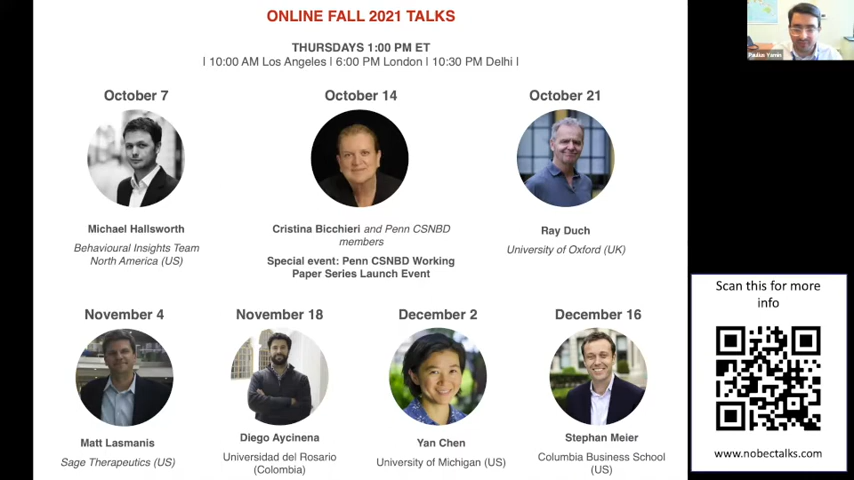 ONLINE FALL 2021 TALKS
THURSDAYS 1:00 PM ET
| 10:00 AM Los Angeles | 6:00 PM London | 10:30 PM Delhi |
October 7
October 14
October 21
Michael Hallsworth
Behavioural Insights Team
North America (US)
Cristina Bicchieri and Penn CSNBD
members
Special event: Penn CSNBD Working
Paper Series Launch Event
Ray Duch
University of Oxford (UK)
November 4
November 18
December 2
December 16
Matt Lasmanis
Sage Therapeutics (US)
Diego Aycinena
Universidad del Rosario
(Colombia)
Yan Chen
University of Michigan (US)
Stephan Meier
Columbia Business School
(US)
Paulius Yamin
Scan this for more
info
www.nobectalks.com